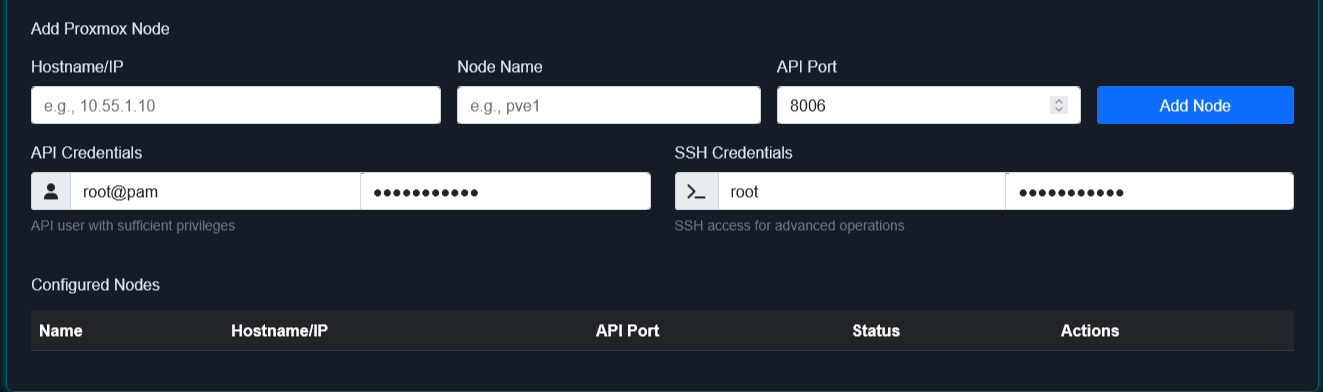 Add Proxmox Node
Hostname/IP Node Name API Port
e.g., 10.55.1.10 e.g., pve1 8006 Add Node
API Credentials SSH Credentials
root@pam ●●●●●●●●●●● root ●●●●●●●●●●●
API user with sufficient privileges SSH access for advanced operations
Configured Nodes
Name Hostname/IP API Port Status Actions